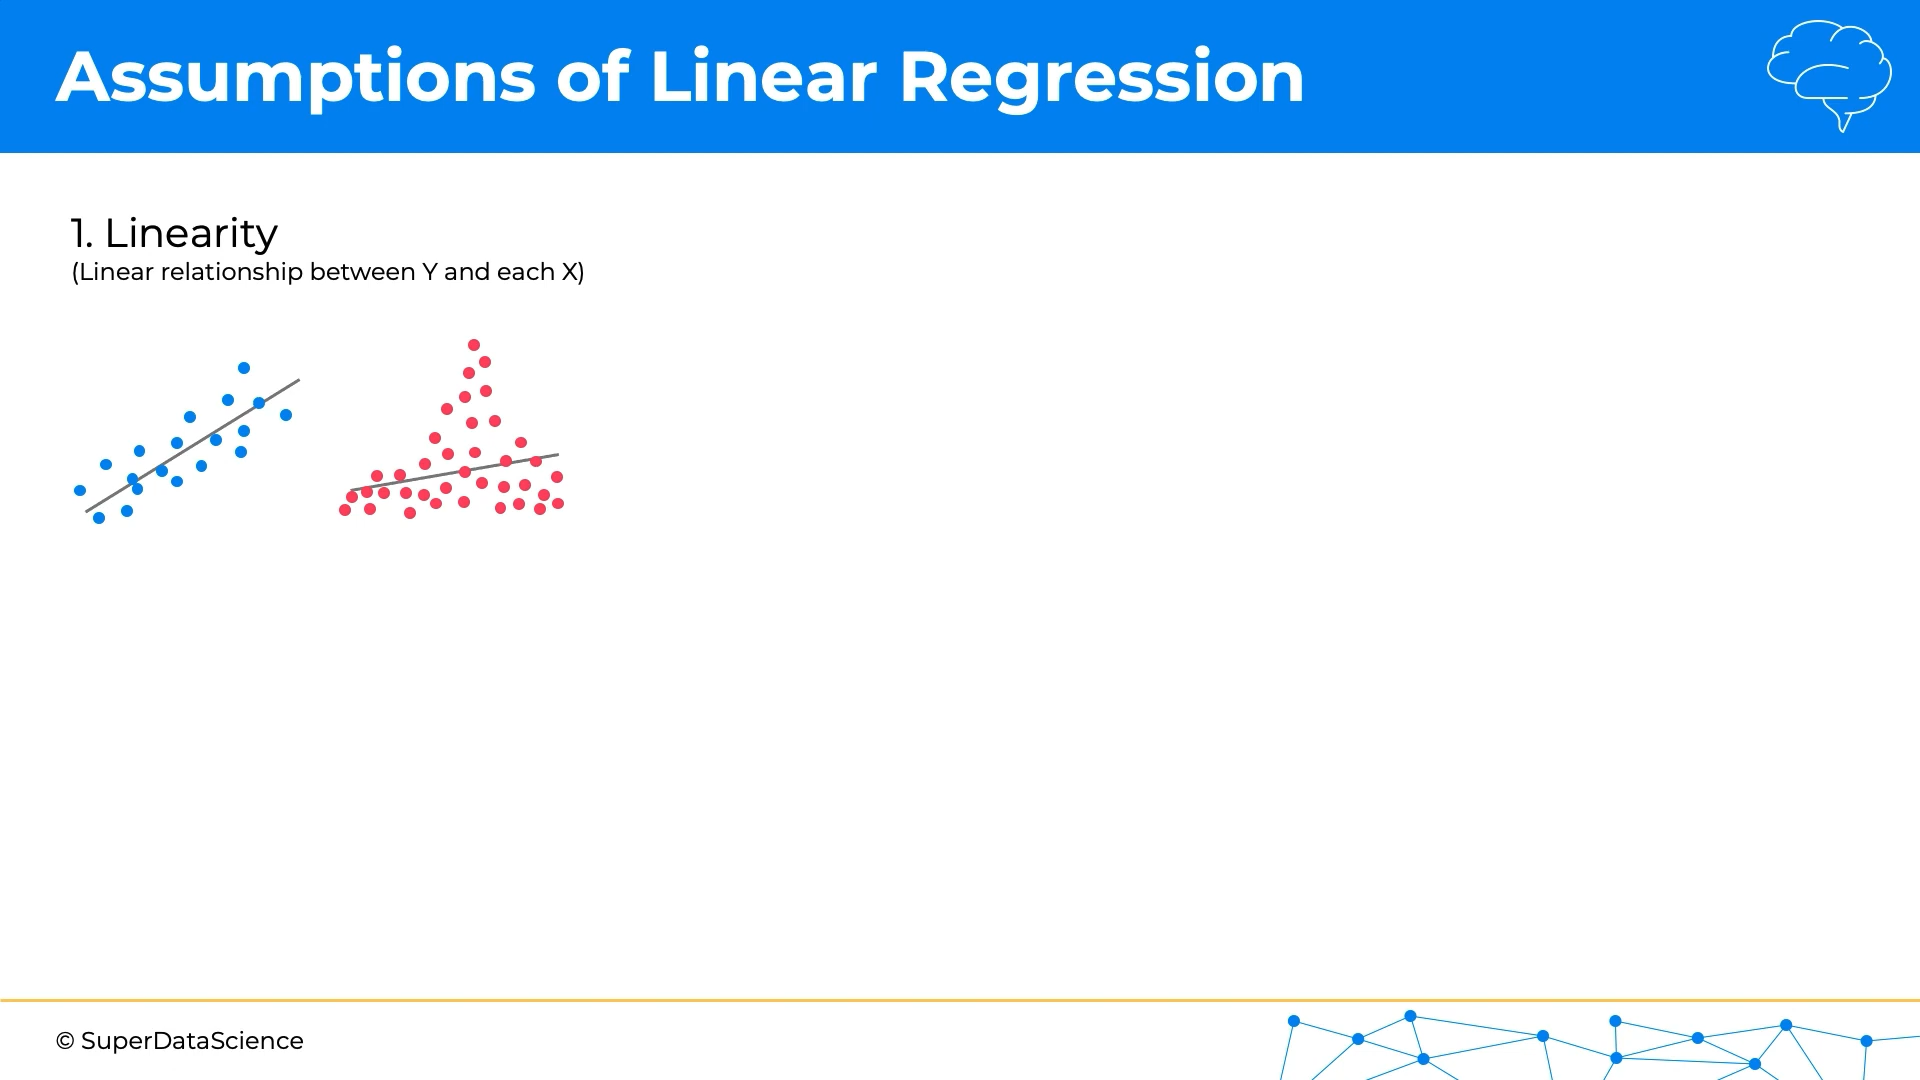 Assumptions of Linear Regression
1. Linearity
(Linear relationship between Y and each X)
© SuperDataScience